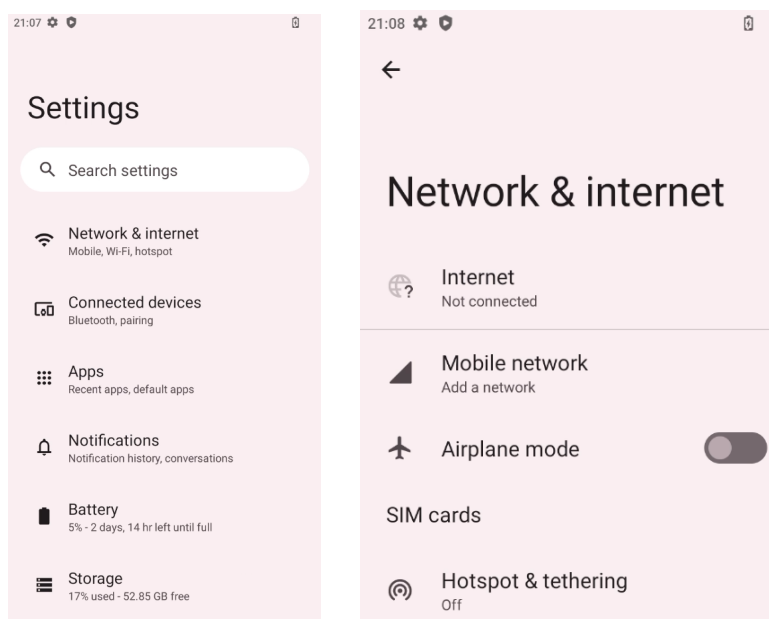 21:07
Settings
Search settings
Network & internet
Mobile, Wi-Fi, hotspot
Connected devices
Bluetooth, pairing
Apps
Recent apps, default apps
Notifications
Notification history, conversations
Battery
5% - 2 days, 14 hr left until full
Storage
17% used - 52.85 GB free
21:08
Network & internet
Internet
Not connected
Mobile network
Add a network
Airplane mode
SIM cards
Hotspot & tethering
Off